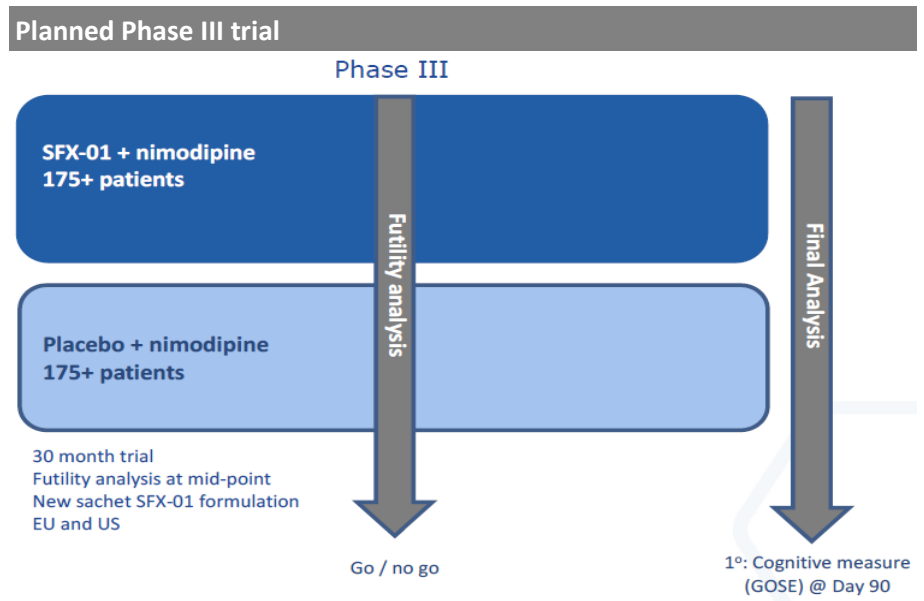 Planned Phase III trial
Phase III
SFX-01 + nimodipine
175+ patients
Futility analysis
Final Analysis
Placebo + nimodipine
175+ patients
30 month trial
Futility analysis at mid-point
New sachet SFX-01 formulation
EU and US
Go / no go
1º: Cognitive measure
(GOSE) @ Day 90